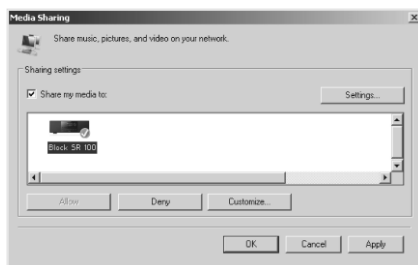 Media Sharing
Share music, pictures, and video on your network.
Sharing settings
Share my media to:
Settings...
Block SR 100
Allow
Deny
Customize...
OK
Cancel
Apply